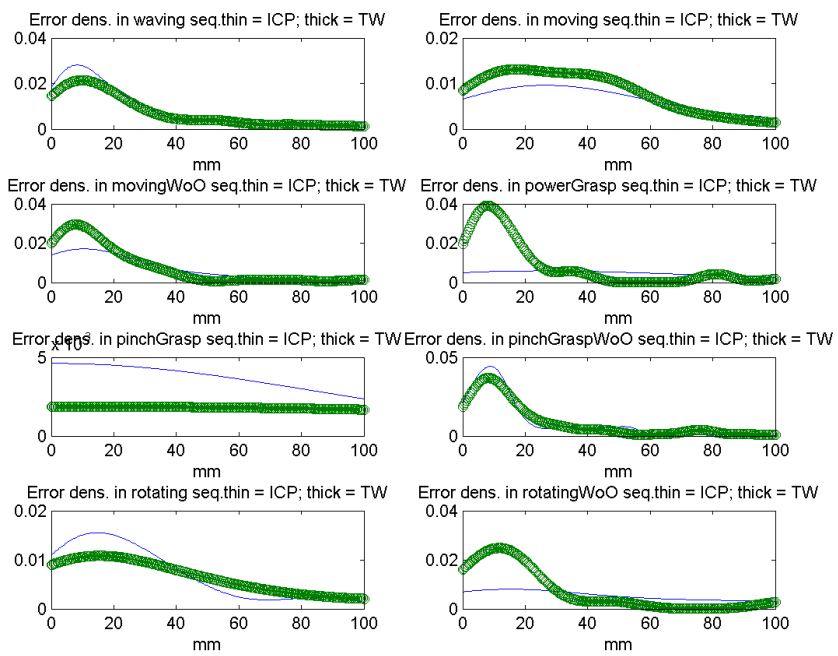 Error dens. in waving seq.thin = ICP; thick = TW
0.04
0.02
0
0 20 40 60 80 100
mm
Error dens. in moving seq.thin = ICP; thick = TW
0.02
0.01
0
0 20 40 60 80 100
mm
Error dens. in movingWoO seq.thin = ICP; thick = TW
0.04
0.02
0
0 20 40 60 80 100
mm
Error dens. in powerGrasp seq.thin = ICP; thick = TW
0.04
0.02
0
0 20 40 60 80 100
mm
Error dens. in pinchGrasp seq.thin = ICP; thick = TW
x 10-3
5
0
0 20 40 60 80 100
mm
Error dens. in pinchGraspWoO seq.thin = ICP; thick = TW
0.05
0
0 20 40 60 80 100
mm
Error dens. in rotating seq.thin = ICP; thick = TW
0.02
0.01
0
0 20 40 60 80 100
mm
Error dens. in rotatingWoO seq.thin = ICP; thick = TW
0.04
0.02
0
0 20 40 60 80 100
mm